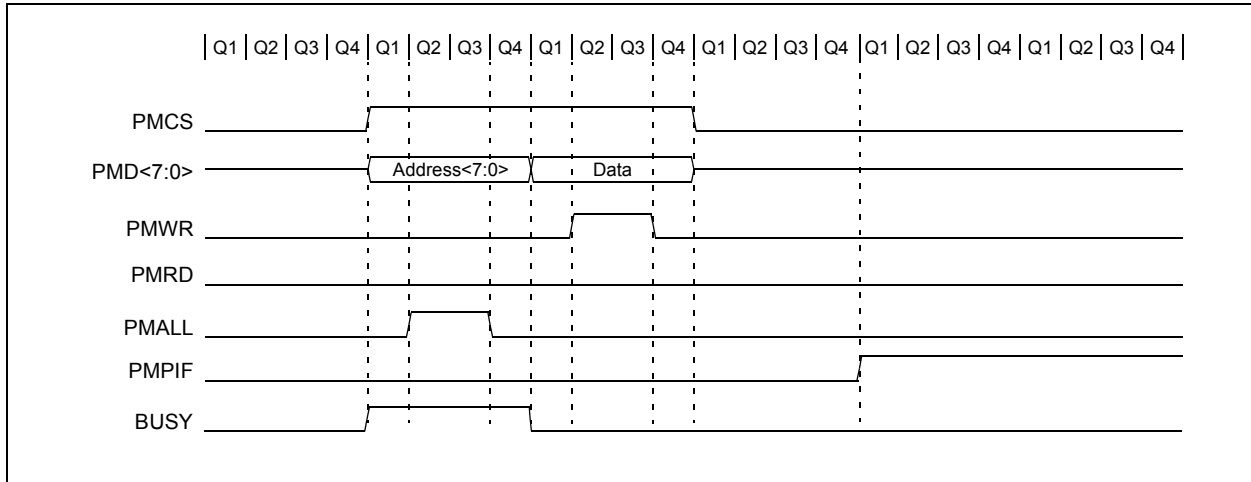 Q1 Q2 Q3 Q4 Q1 Q2 Q3 Q4 Q1 Q2 Q3 Q4 Q1 Q2 Q3 Q4 Q1 Q2 Q3 Q4 Q1 Q2 Q3 Q4
PMCS
PMD<7:0> Address<7:0> Data
PMWR
PMRD
PMALL
PMPIF
BUSY